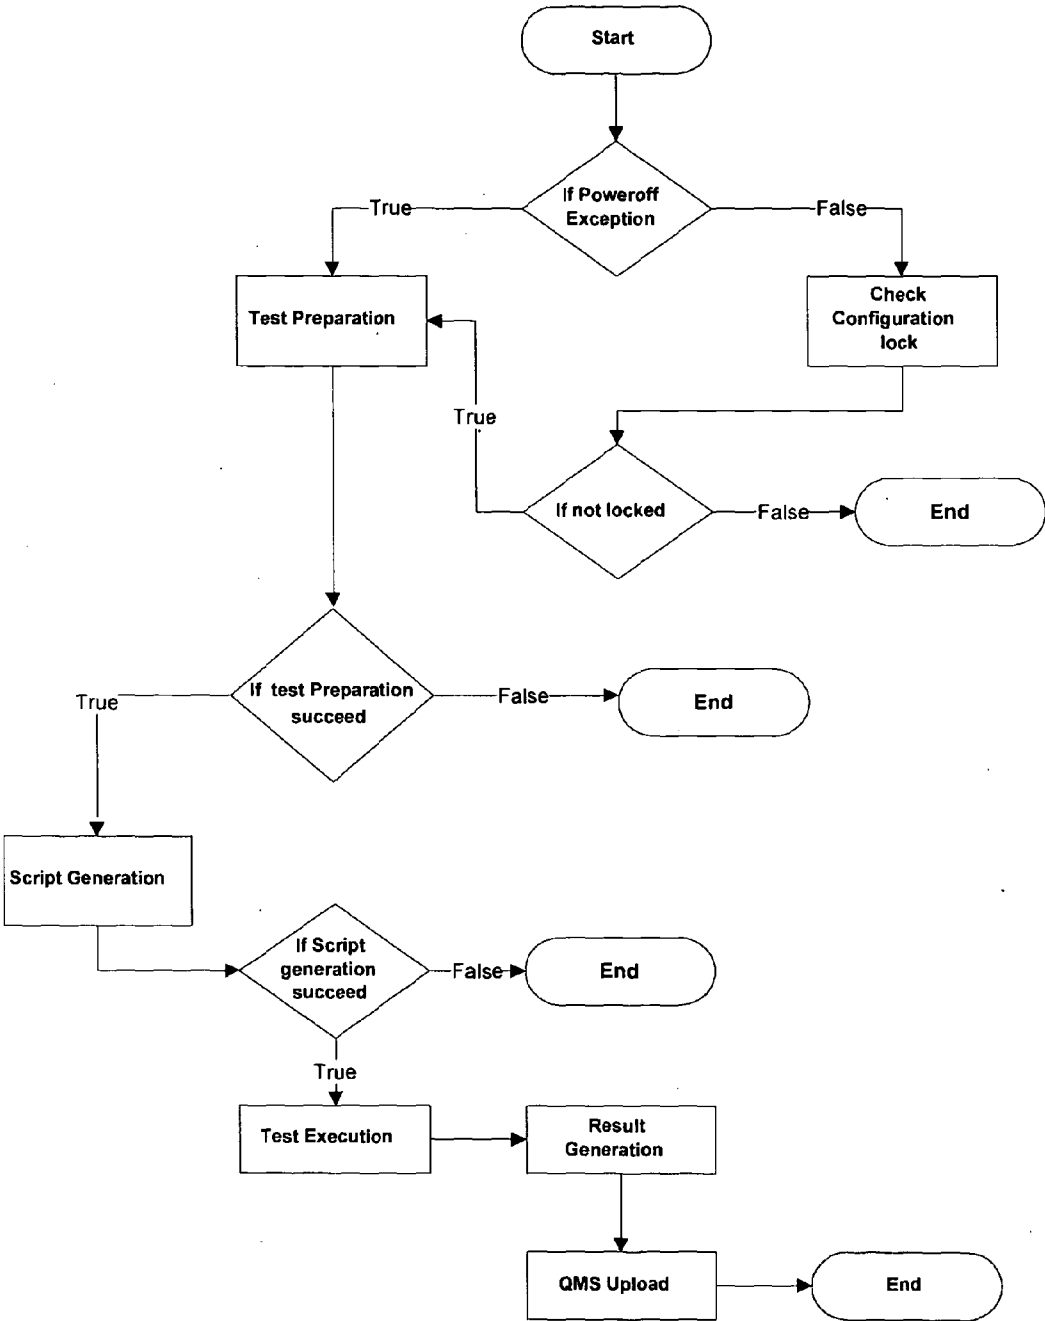 Start
If Poweroff
Exception
True
False
Test Preparation
Check
Configuration
lock
True
If not locked
False
End
If test Preparation
succeed
True
False
End
Script Generation
If Script
generation
succeed
False
End
True
Test Execution
Result
Generation
QMS Upload
End